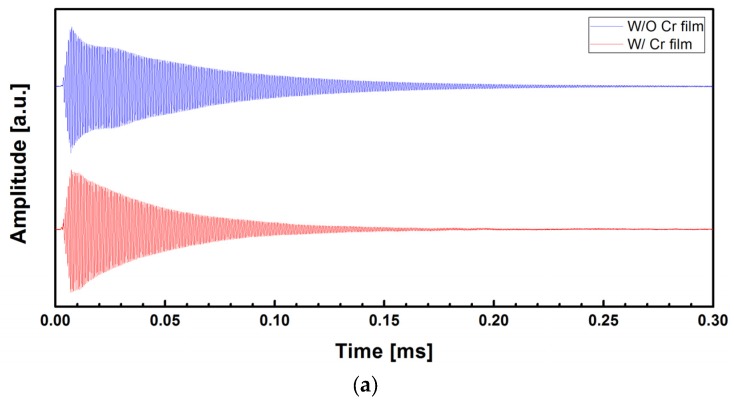 W/O Cr film
W/ Cr film
Amplitude [a.u.]
0.00 0.05 0.10 0.15 0.20 0.25 0.30
Time [ms]
(a)